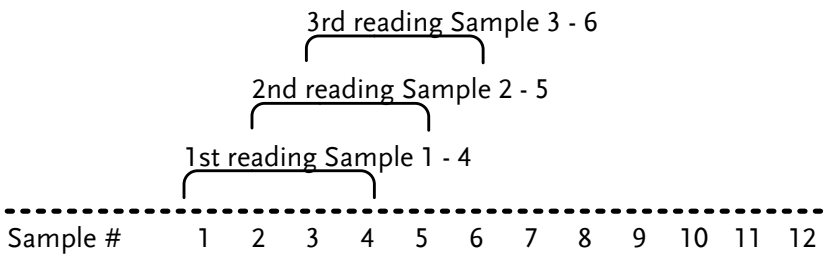 3rd reading Sample 3 - 6
2nd reading Sample 2 - 5
1st reading Sample 1 - 4
Sample # 1 2 3 4 5 6 7 8 9 10 11 12